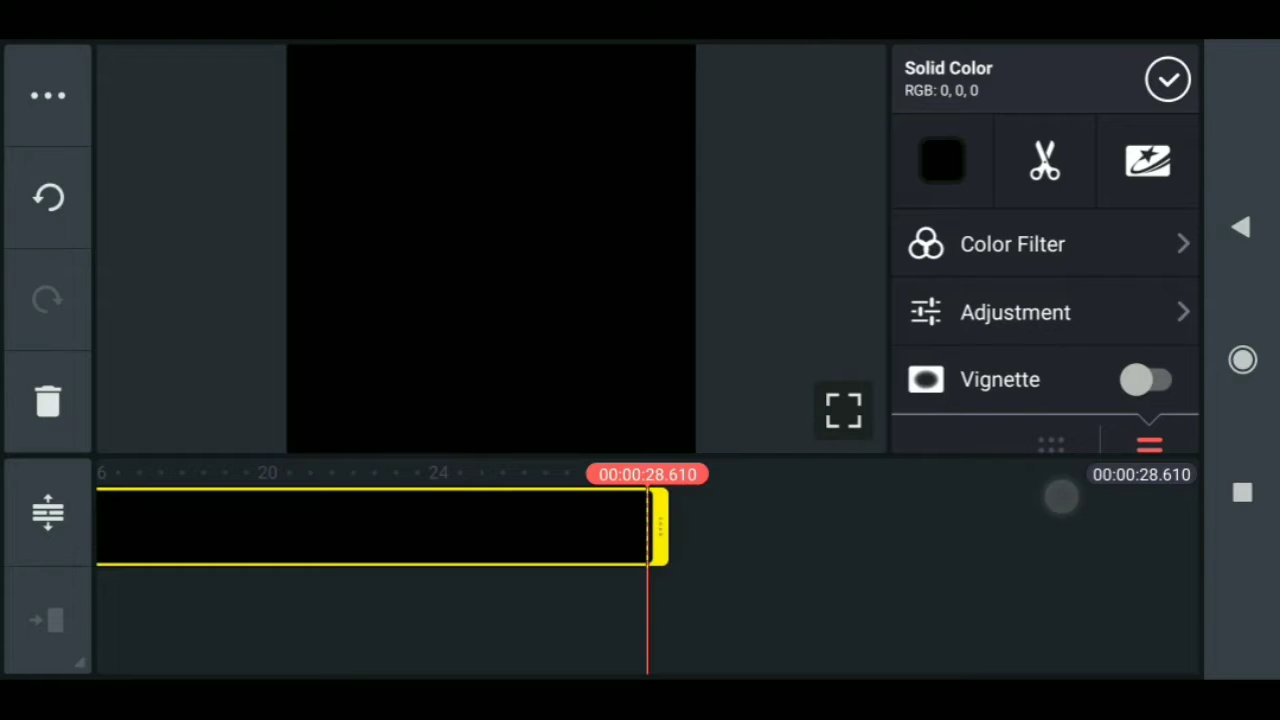 Solid Color
RGB: 0, 0, 0
Color Filter
Adjustment
Vignette
6
20
24
00:00:28.610
00:00:28.610